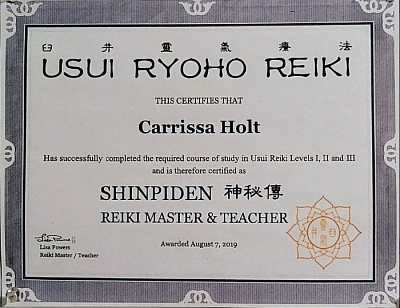 臼井靈氣療法
USUI RYOHO REIKI
THIS CERTIFIES THAT
Carrissa Holt
Has successfully completed the required course of study in Usui Reiki Levels I, II and III
and is therefore certified as
SHINPIDEN 神秘傳
REIKI MASTER & TEACHER
Lisa Powers
Reiki Master / Teacher
Awarded August 7, 2019